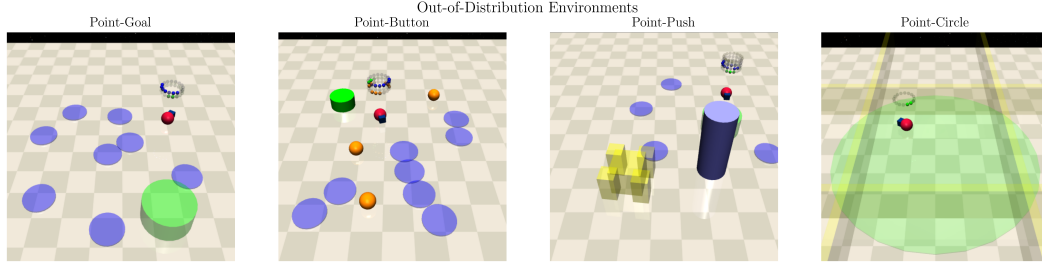 Out-of-Distribution Environments
Point-Goal
Point-Button
Point-Push
Point-Circle